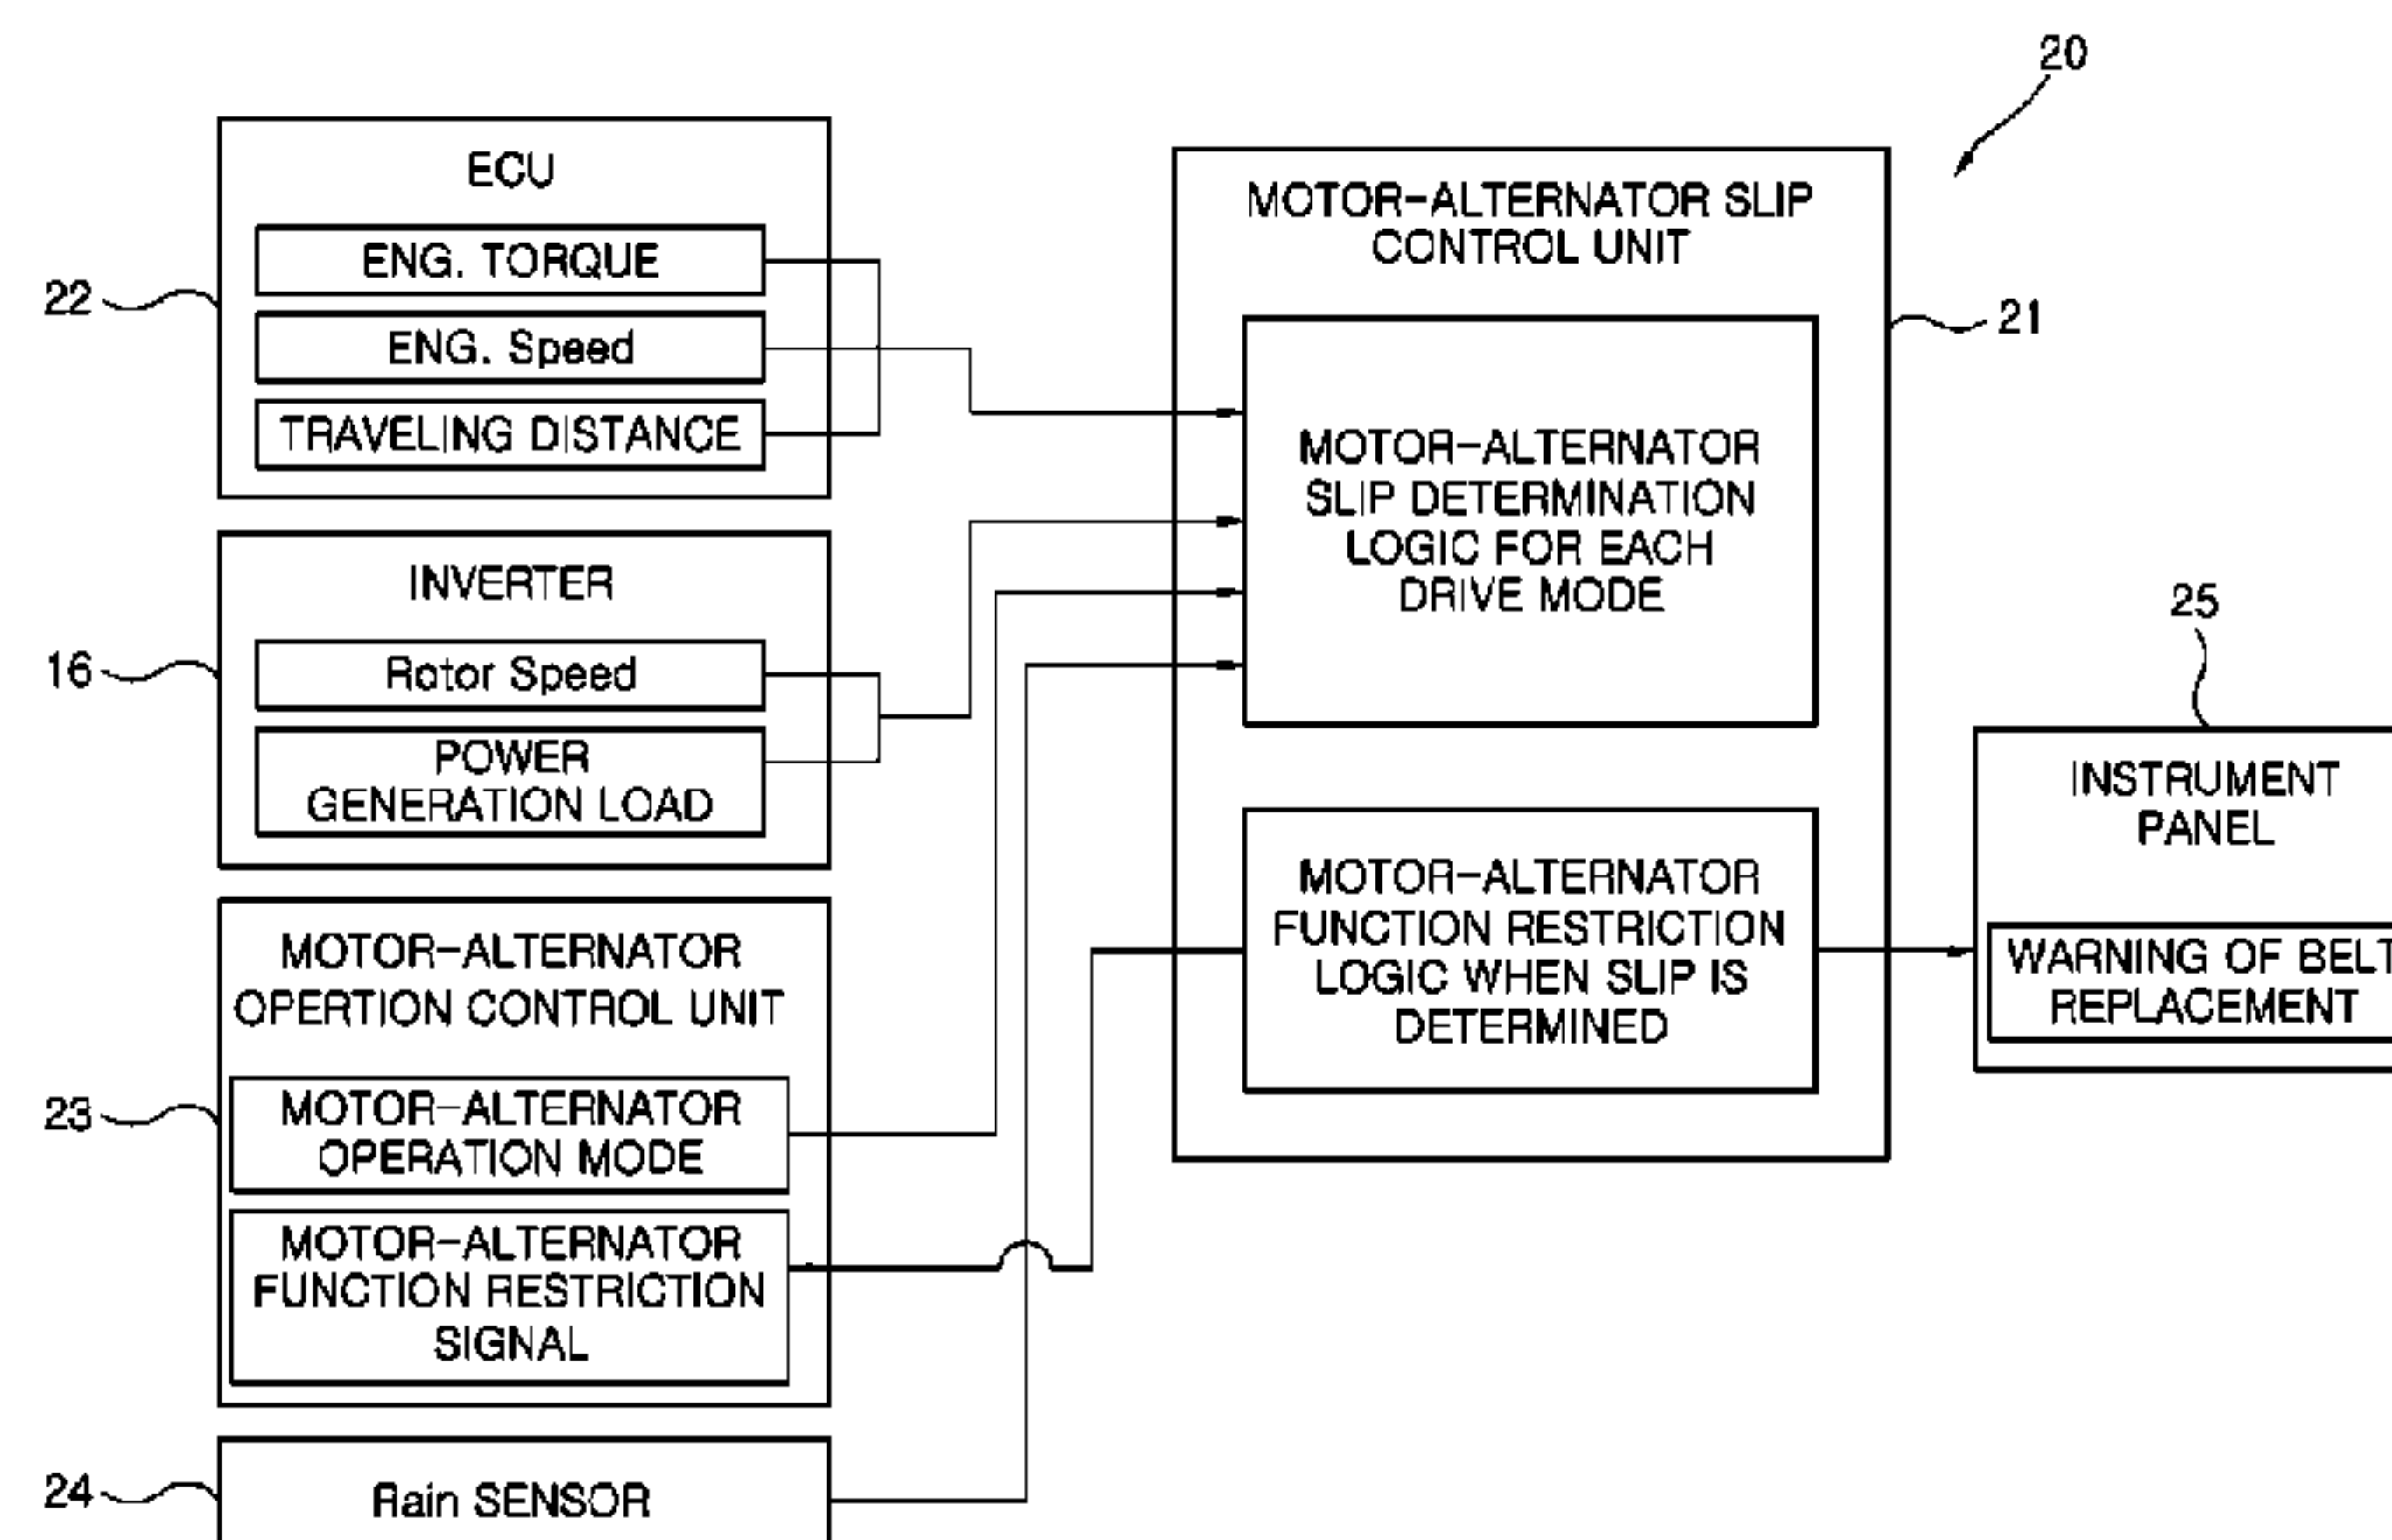 20
ECU
ENG. TORQUE
22
ENG. Speed
TRAVELING DISTANCE
INVERTER
16
Rotor Speed
POWER
GENERATION LOAD
MOTOR-ALTERNATOR
OPERTION CONTROL UNIT
23
MOTOR-ALTERNATOR
OPERATION MODE
MOTOR-ALTERNATOR
FUNCTION RESTRICTION
SIGNAL
24
Rain SENSOR
MOTOR-ALTERNATOR SLIP
CONTROL UNIT
21
MOTOR-ALTERNATOR
SLIP DETERMINATION
LOGIC FOR EACH
DRIVE MODE
MOTOR-ALTERNATOR
FUNCTION RESTRICTION
LOGIC WHEN SLIP IS
DETERMINED
25
INSTRUMENT
PANEL
WARNING OF BELT
REPLACEMENT